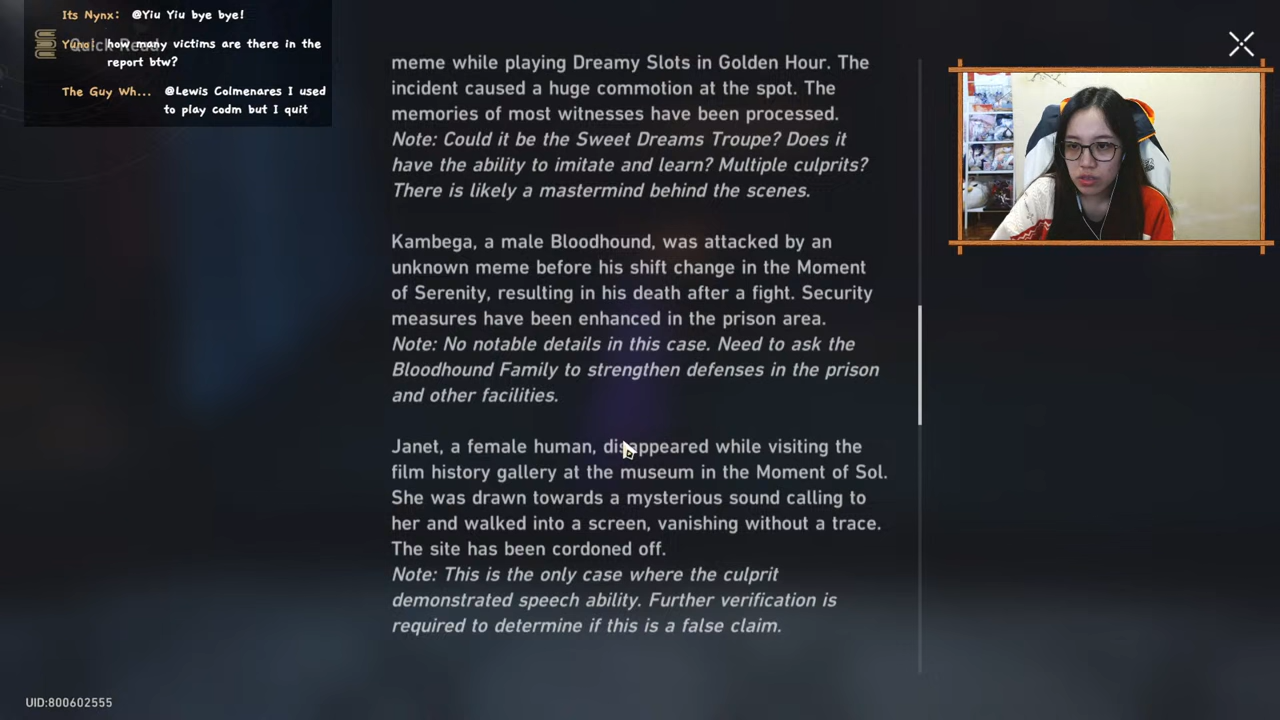 Its Nynx: @Yiu Yiu bye bye!
Quick Read
Yuna: how many victims are there in the
report btw?
The Guy Wh... @Lewis Colmenares I used
to play codm but I quit
meme while playing Dreamy Slots in Golden Hour. The
incident caused a huge commotion at the spot. The
memories of most witnesses have been processed.
Note: Could it be the Sweet Dreams Troupe? Does it
have the ability to imitate and learn? Multiple culprits?
There is likely a mastermind behind the scenes.
Kambega, a male Bloodhound, was attacked by an
unknown meme before his shift change in the Moment
of Serenity, resulting in his death after a fight. Security
measures have been enhanced in the prison area.
Note: No notable details in this case. Need to ask the
Bloodhound Family to strengthen defenses in the prison
and other facilities.
Janet, a female human, disappeared while visiting the
film history gallery at the museum in the Moment of Sol.
She was drawn towards a mysterious sound calling to
her and walked into a screen, vanishing without a trace.
The site has been cordoned off.
Note: This is the only case where the culprit
demonstrated speech ability. Further verification is
required to determine if this is a false claim.
UID:800602555